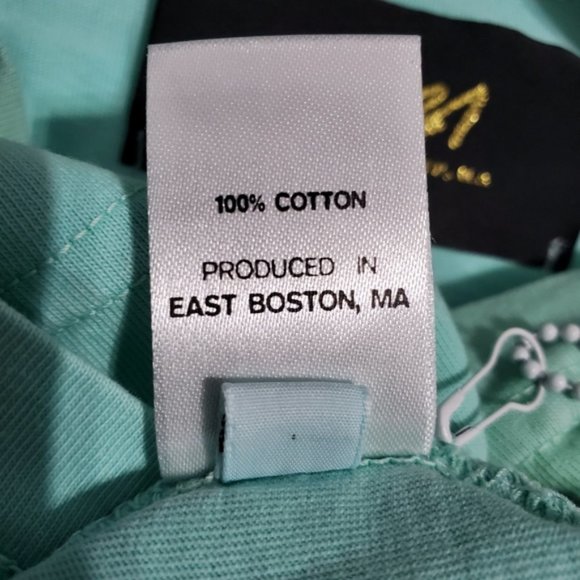 100% COTTON
PRODUCED IN
EAST BOSTON, MA